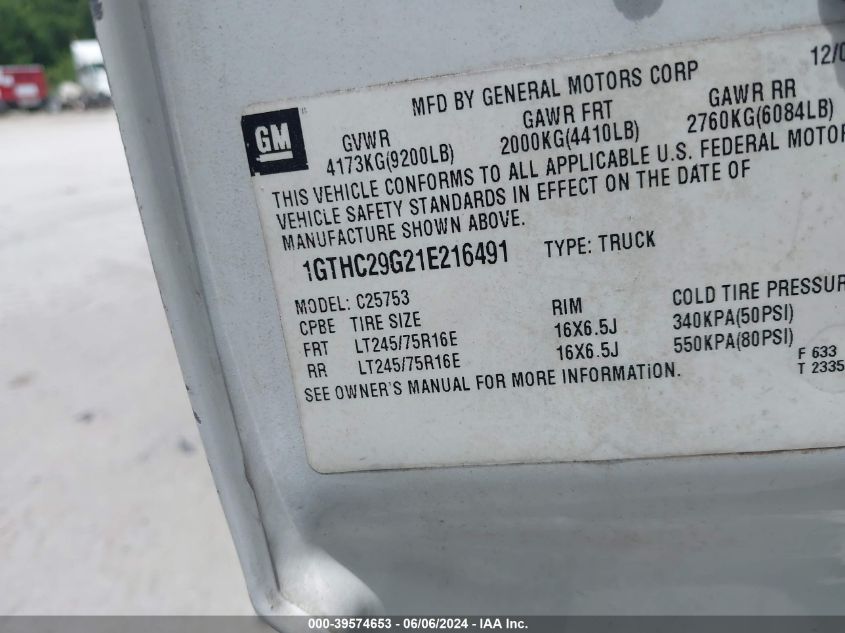 MFD BY GENERAL MOTORS CORP 12/0
GM GVWR GAWR FRT GAWR RR
4173KG(9200LB) 2000KG(4410LB) 2760KG(6084LB)
THIS VEHICLE CONFORMS TO ALL APPLICABLE U.S. FEDERAL MOTOR
VEHICLE SAFETY STANDARDS IN EFFECT ON THE DATE OF
MANUFACTURE SHOWN ABOVE.
1GTHC29G21E216491 TYPE: TRUCK
MODEL: C25753
CPBE TIRE SIZE RIM COLD TIRE PRESSUR
FRT LT245/75R16E 16X6.5J 340KPA(50PSI)
RR LT245/75R16E 16X6.5J 550KPA(80PSI)
SEE OWNER'S MANUAL FOR MORE INFORMATION.
F 633
T 2335
000-39574653 - 06/06/2024 - IAAI.com